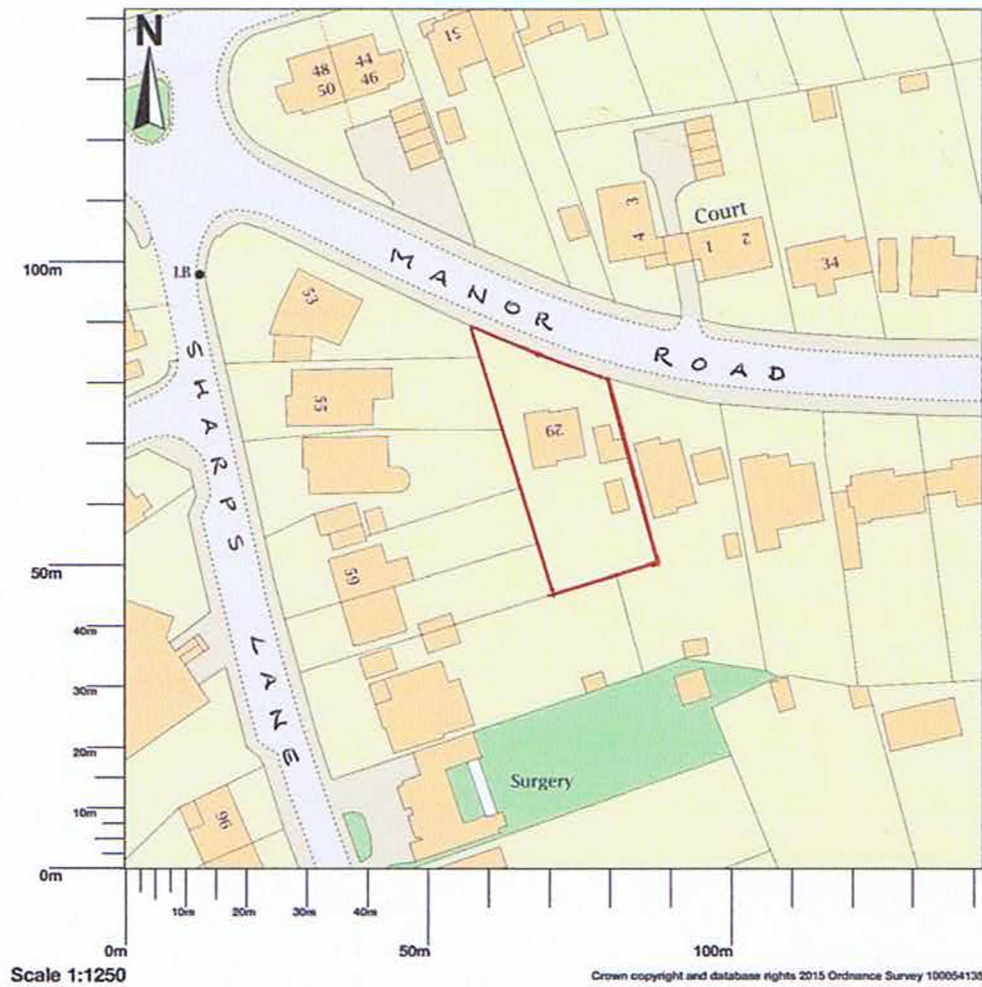 N
51
48 44
50 46
3
Court
4
1 2
34
100m
LB
MANOR ROAD
53
SHARPS LANE
55
29
50m
59
40m
30m
20m
Surgery
10m
96
0m
10m 20m 30m 40m
0m 50m 100m
Scale 1:1250
Crown copyright and database rights 2015 Ordnance Survey 100054135